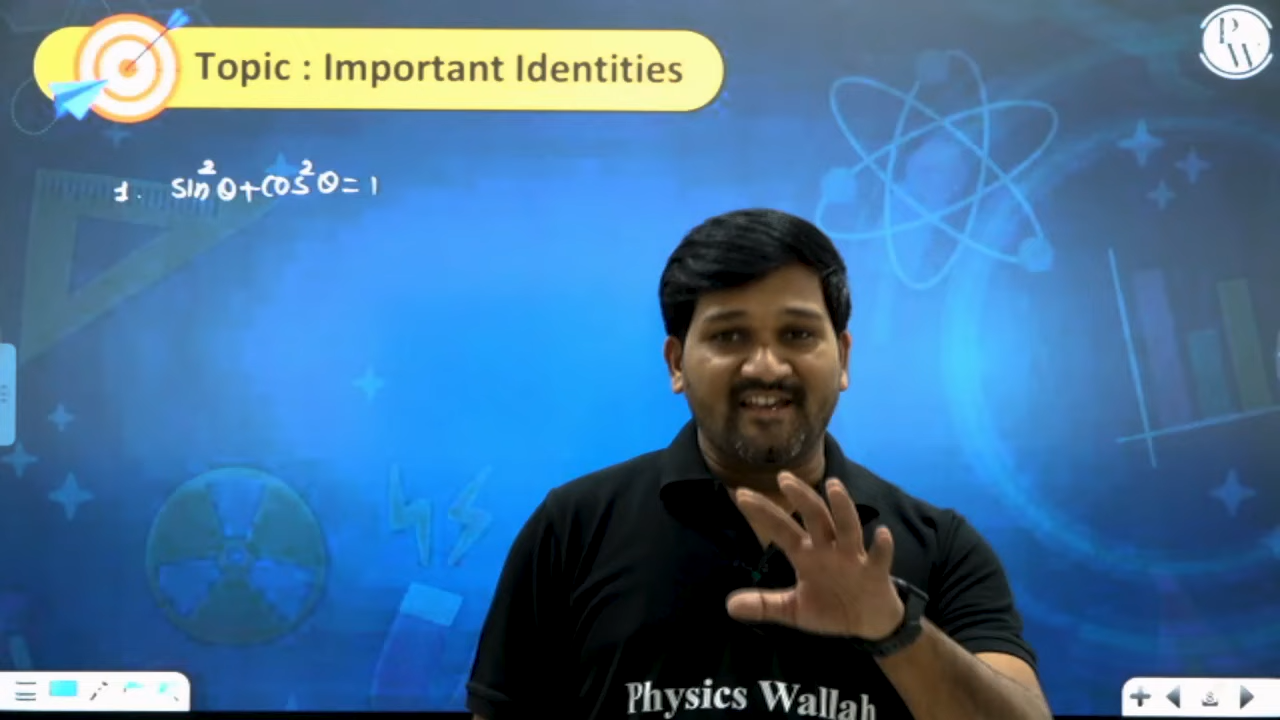 Topic : Important Identities
PW
1. sin²θ+cos²θ=1
Physics Wallah